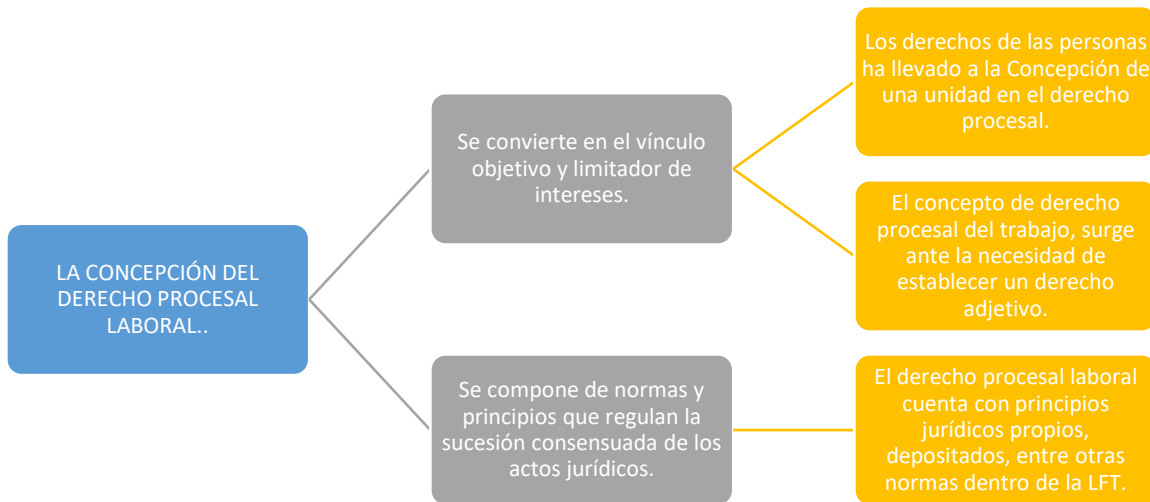 LA CONCEPCIÓN DEL
DERECHO PROCESAL
LABORAL..
Se convierte en el vínculo
objetivo y limitador de
intereses.
Los derechos de las personas
ha llevado a la Concepción de
una unidad en el derecho
procesal.
El concepto de derecho
procesal del trabajo, surge
ante la necesidad de
establecer un derecho
adjetivo.
Se compone de normas y
principios que regulan la
sucesión consensuada de los
actos jurídicos.
El derecho procesal laboral
cuenta con principios
jurídicos propios,
depositados, entre otras
normas dentro de la LFT.